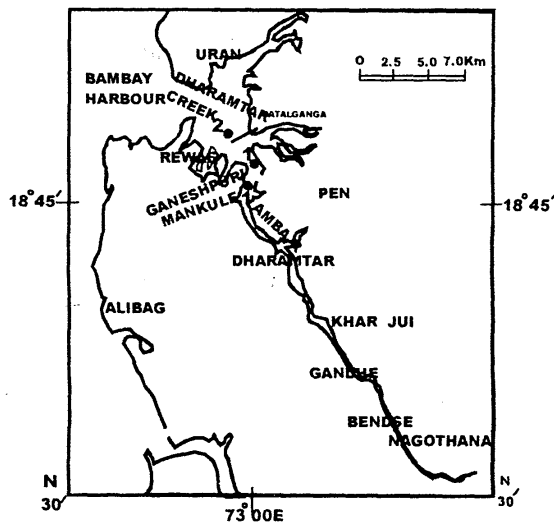 URAN
0 2.5 5.0 7.0Km
BAMBAY
HARBOUR
DHARAMTAR
CREEK 2
PATALGANGA
REWAS
PEN
18°45'
18°45'
GANESHPURI
MANKULE
AMBA
DHARAMTAR
ALIBAG
KHAR JUI
GANDHE
BENDSE
NAGOTHANA
N
30'
N
30'
73°00E